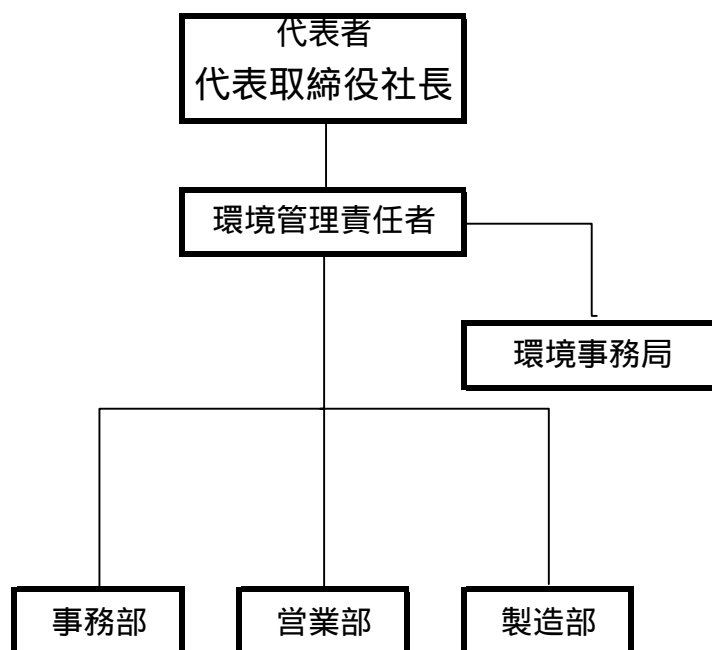 代表者
代表取締役社長
環境管理責任者
環境事務局
事務部
営業部
製造部